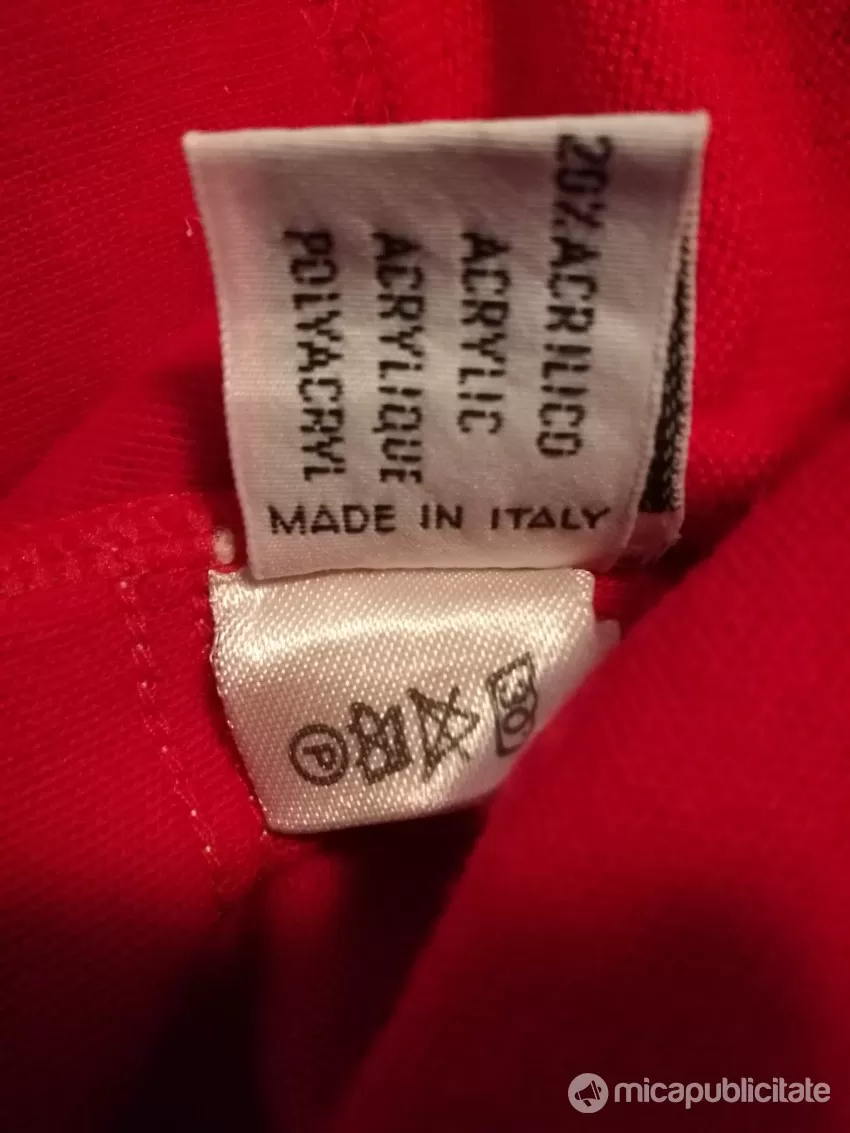 20% ACRILICO
ACRYLIC
ACRYLIQUE
POLYACRYL
MADE IN ITALY
30
P
micapublicitate